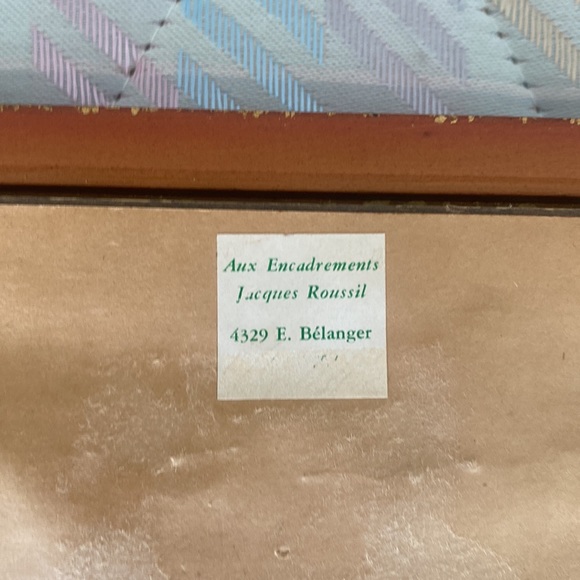 Aux Encadrements
Jacques Roussil
4329 E. Bélanger